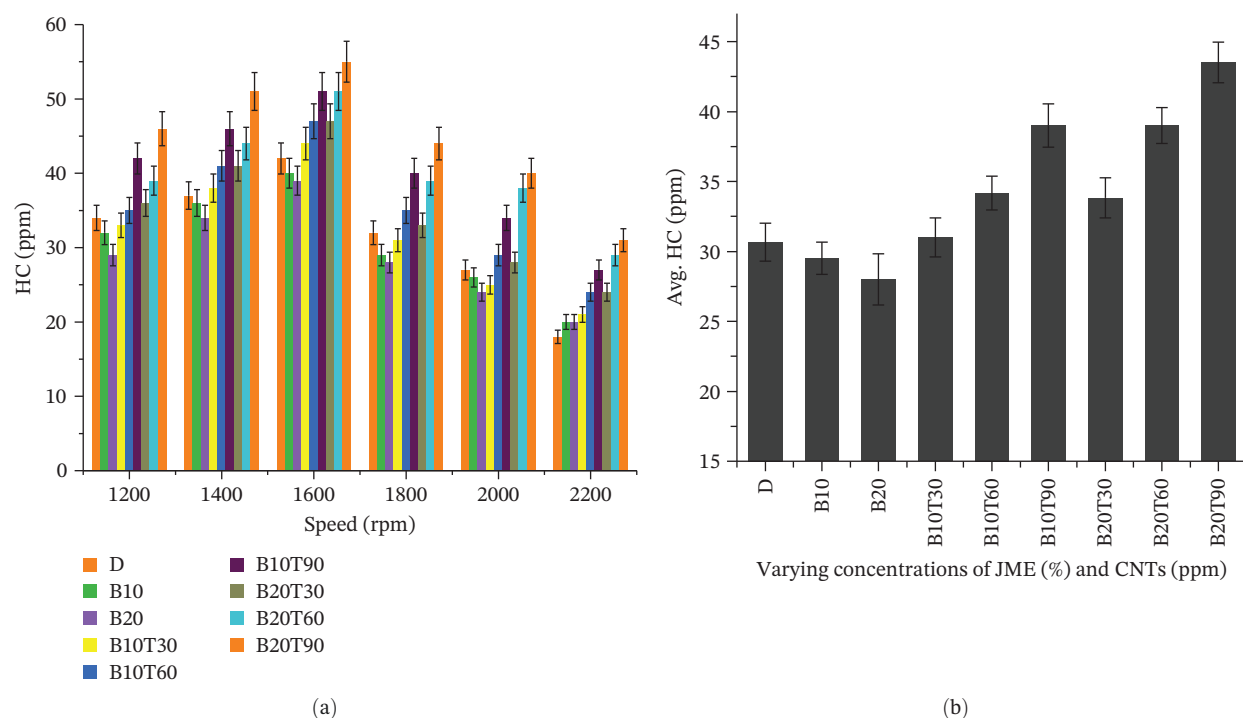 60
50
40
30
20
10
0
HC (ppm)
1200 1400 1600 1800 2000 2200
Speed (rpm)
D
B10
B20
B10T30
B10T60
B10T90
B20T30
B20T60
B20T90
(a)
45
40
35
30
25
20
15
Avg. HC (ppm)
D B10 B20 B10T30 B10T60 B10T90 B20T30 B20T60 B20T90
Varying concentrations of JME (%) and CNTs (ppm)
(b)